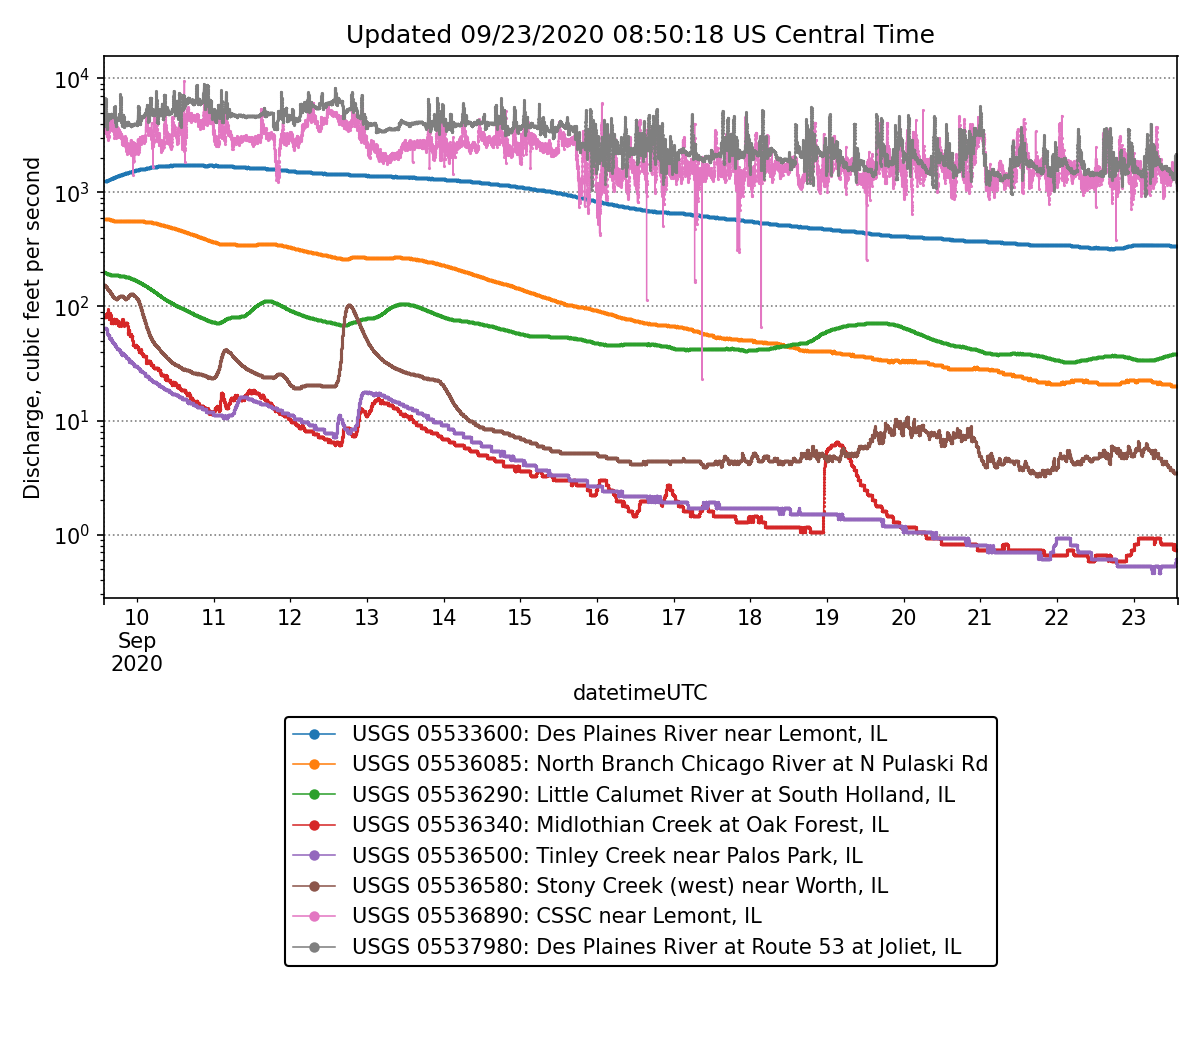 Updated 09/23/2020 08:50:18 US Central Time
Discharge, cubic feet per second
10^4
10^3
10^2
10^1
10^0
10 11 12 13 14 15 16 17 18 19 20 21 22 23
Sep
2020
datetimeUTC
USGS 05533600: Des Plaines River near Lemont, IL
USGS 05536085: North Branch Chicago River at N Pulaski Rd
USGS 05536290: Little Calumet River at South Holland, IL
USGS 05536340: Midlothian Creek at Oak Forest, IL
USGS 05536500: Tinley Creek near Palos Park, IL
USGS 05536580: Stony Creek (west) near Worth, IL
USGS 05536890: CSSC near Lemont, IL
USGS 05537980: Des Plaines River at Route 53 at Joliet, IL